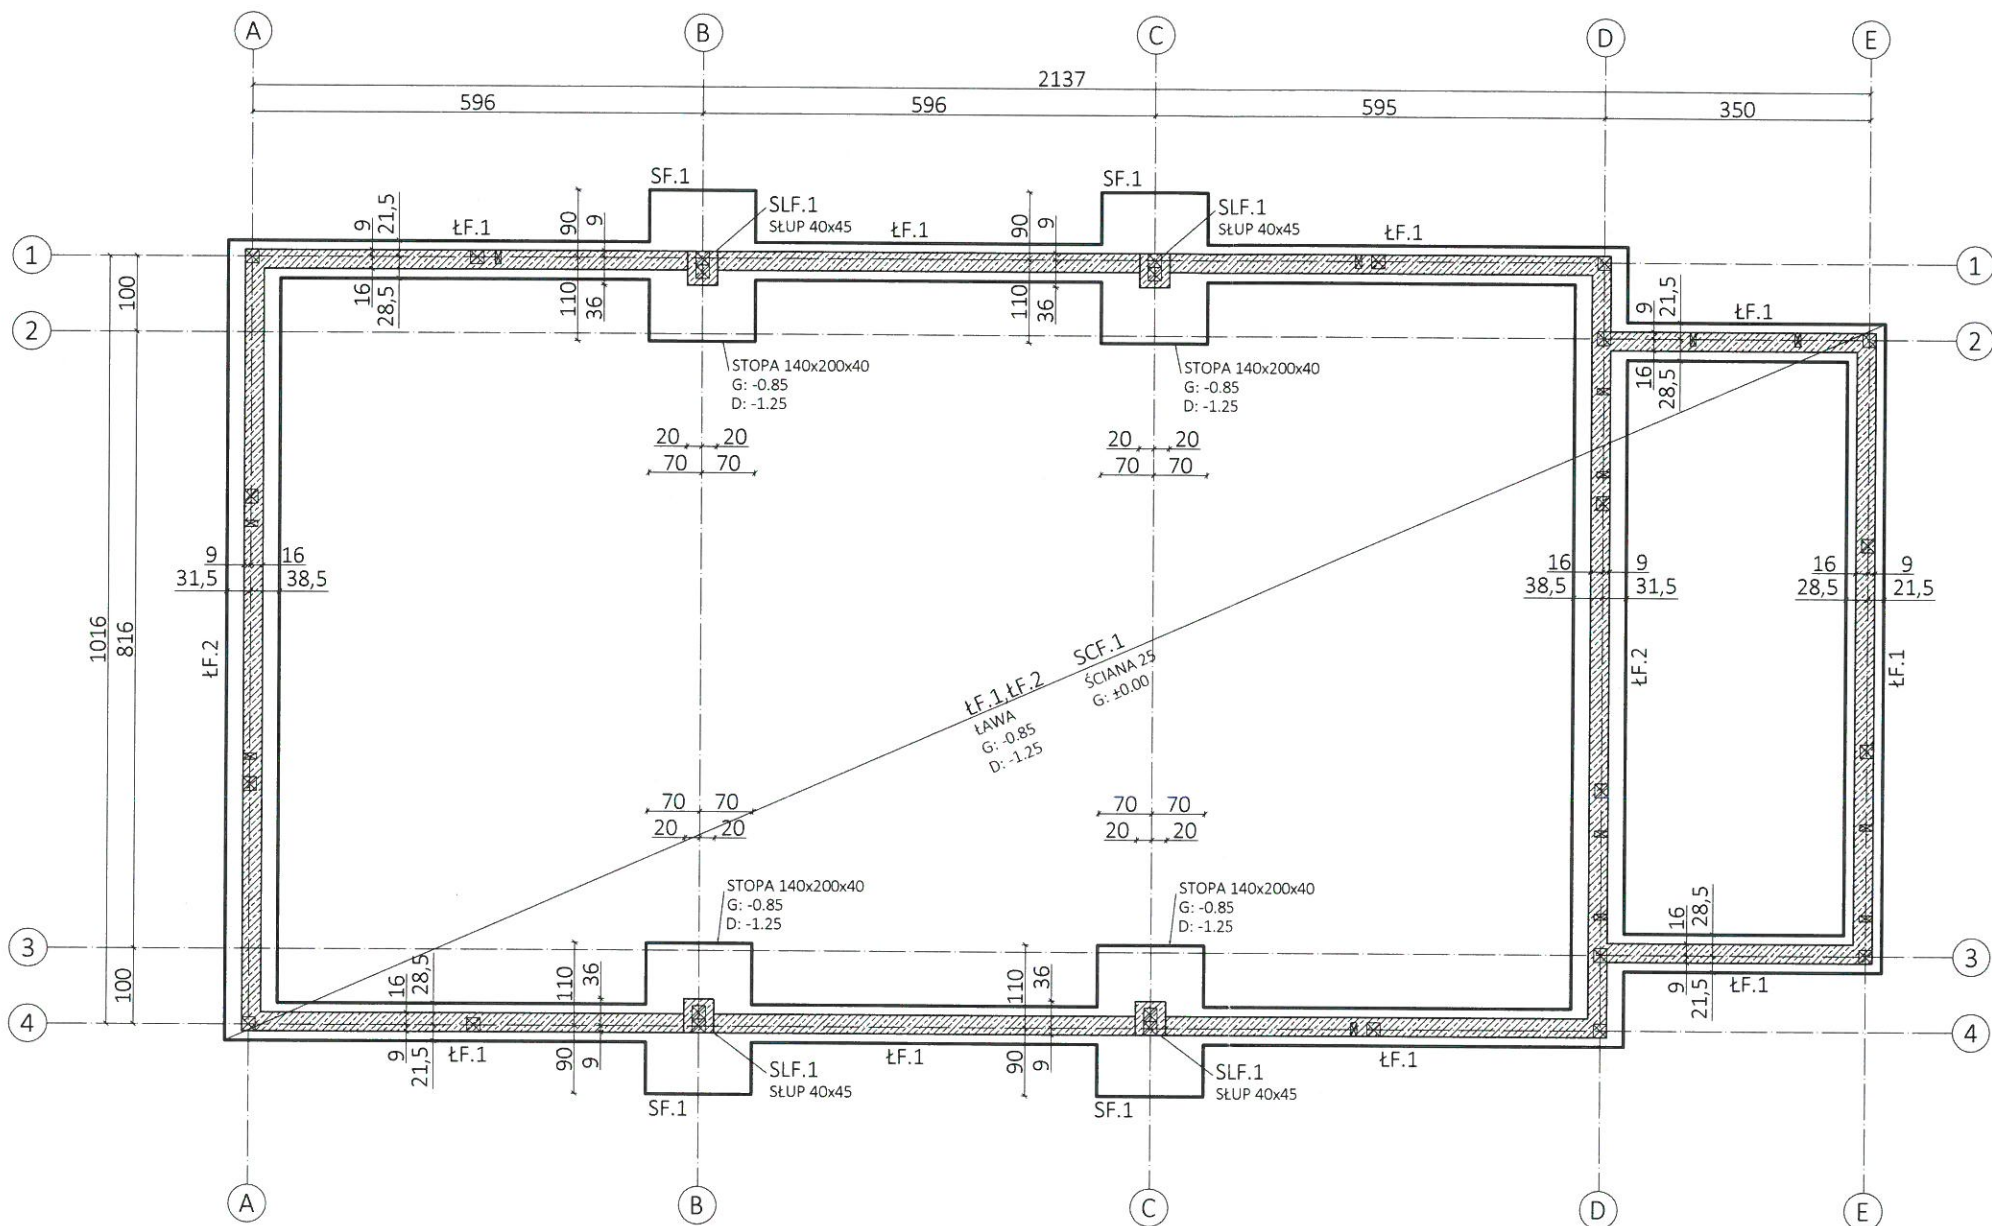 A
B
C
D
E
2137
596
596
595
350
SF.1
SF.1
SLF.1
SŁUP 40x45
SLF.1
SŁUP 40x45
9
21,5
ŁF.1
90
9
ŁF.1
90
9
ŁF.1
1
1
16
28,5
110
36
110
36
9
21,5
ŁF.1
100
2
2
16
28,5
STOPA 140x200x40
G: -0.85
D: -1.25
STOPA 140x200x40
G: -0.85
D: -1.25
20
20
70
70
20
20
70
70
9
16
31,5
38,5
16
9
38,5
31,5
16
9
28,5
21,5
1016
816
ŁF.2
ŁF.1,ŁF.2
ŁAWA
G: -0.85
D: -1.25
SCF.1
ŚCIANA 25
G: ±0.00
ŁF.2
ŁF.1
70
70
20
20
70
70
20
20
STOPA 140x200x40
G: -0.85
D: -1.25
STOPA 140x200x40
G: -0.85
D: -1.25
16
28,5
3
3
9
21,5
ŁF.1
100
16
28,5
110
36
110
36
4
4
9
21,5
ŁF.1
90
9
ŁF.1
90
9
ŁF.1
SLF.1
SŁUP 40x45
SLF.1
SŁUP 40x45
SF.1
SF.1
A
B
C
D
E